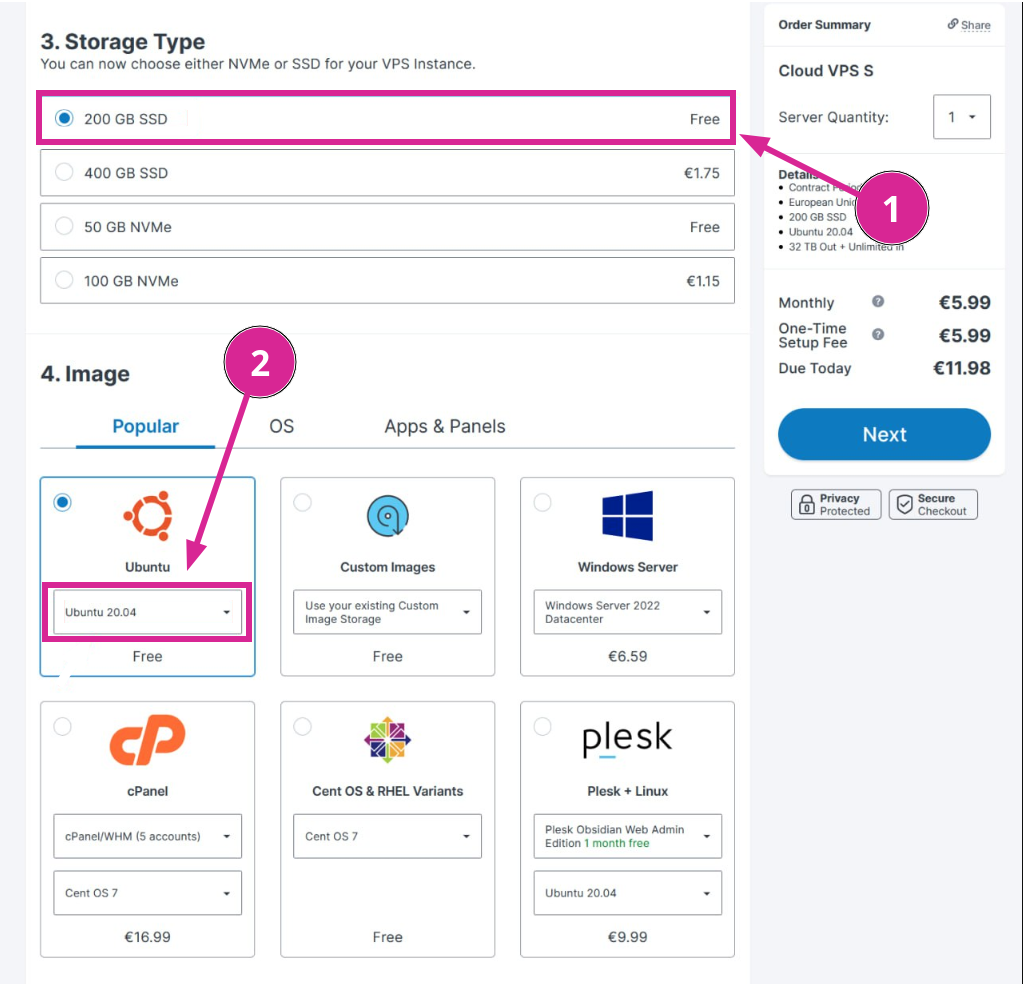 3. Storage Type
You can now choose either NVMe or SSD for your VPS Instance.
200 GB SSD Free
400 GB SSD €1.75
50 GB NVMe Free
100 GB NVMe €1.15
2
4. Image
Popular OS Apps & Panels
Ubuntu
Ubuntu 20.04
Free
Custom Images
Use your existing Custom
Image Storage
Free
Windows Server
Windows Server 2022
Datacenter
€6.59
cP
cPanel
cPanel/WHM (5 accounts)
Cent OS 7
€16.99
Cent OS & RHEL Variants
Cent OS 7
Free
plesk
Plesk + Linux
Plesk Obsidian Web Admin
Edition 1 month free
Ubuntu 20.04
€9.99
Order Summary Share
Cloud VPS S
Server Quantity: 1
Details
1
Contract
European
200 GB SSD
Ubuntu 20.04
32 TB Out + Unlimited In
Monthly €5.99
One-Time
Setup Fee €5.99
Due Today €11.98
Next
Privacy
Protected
Secure
Checkout